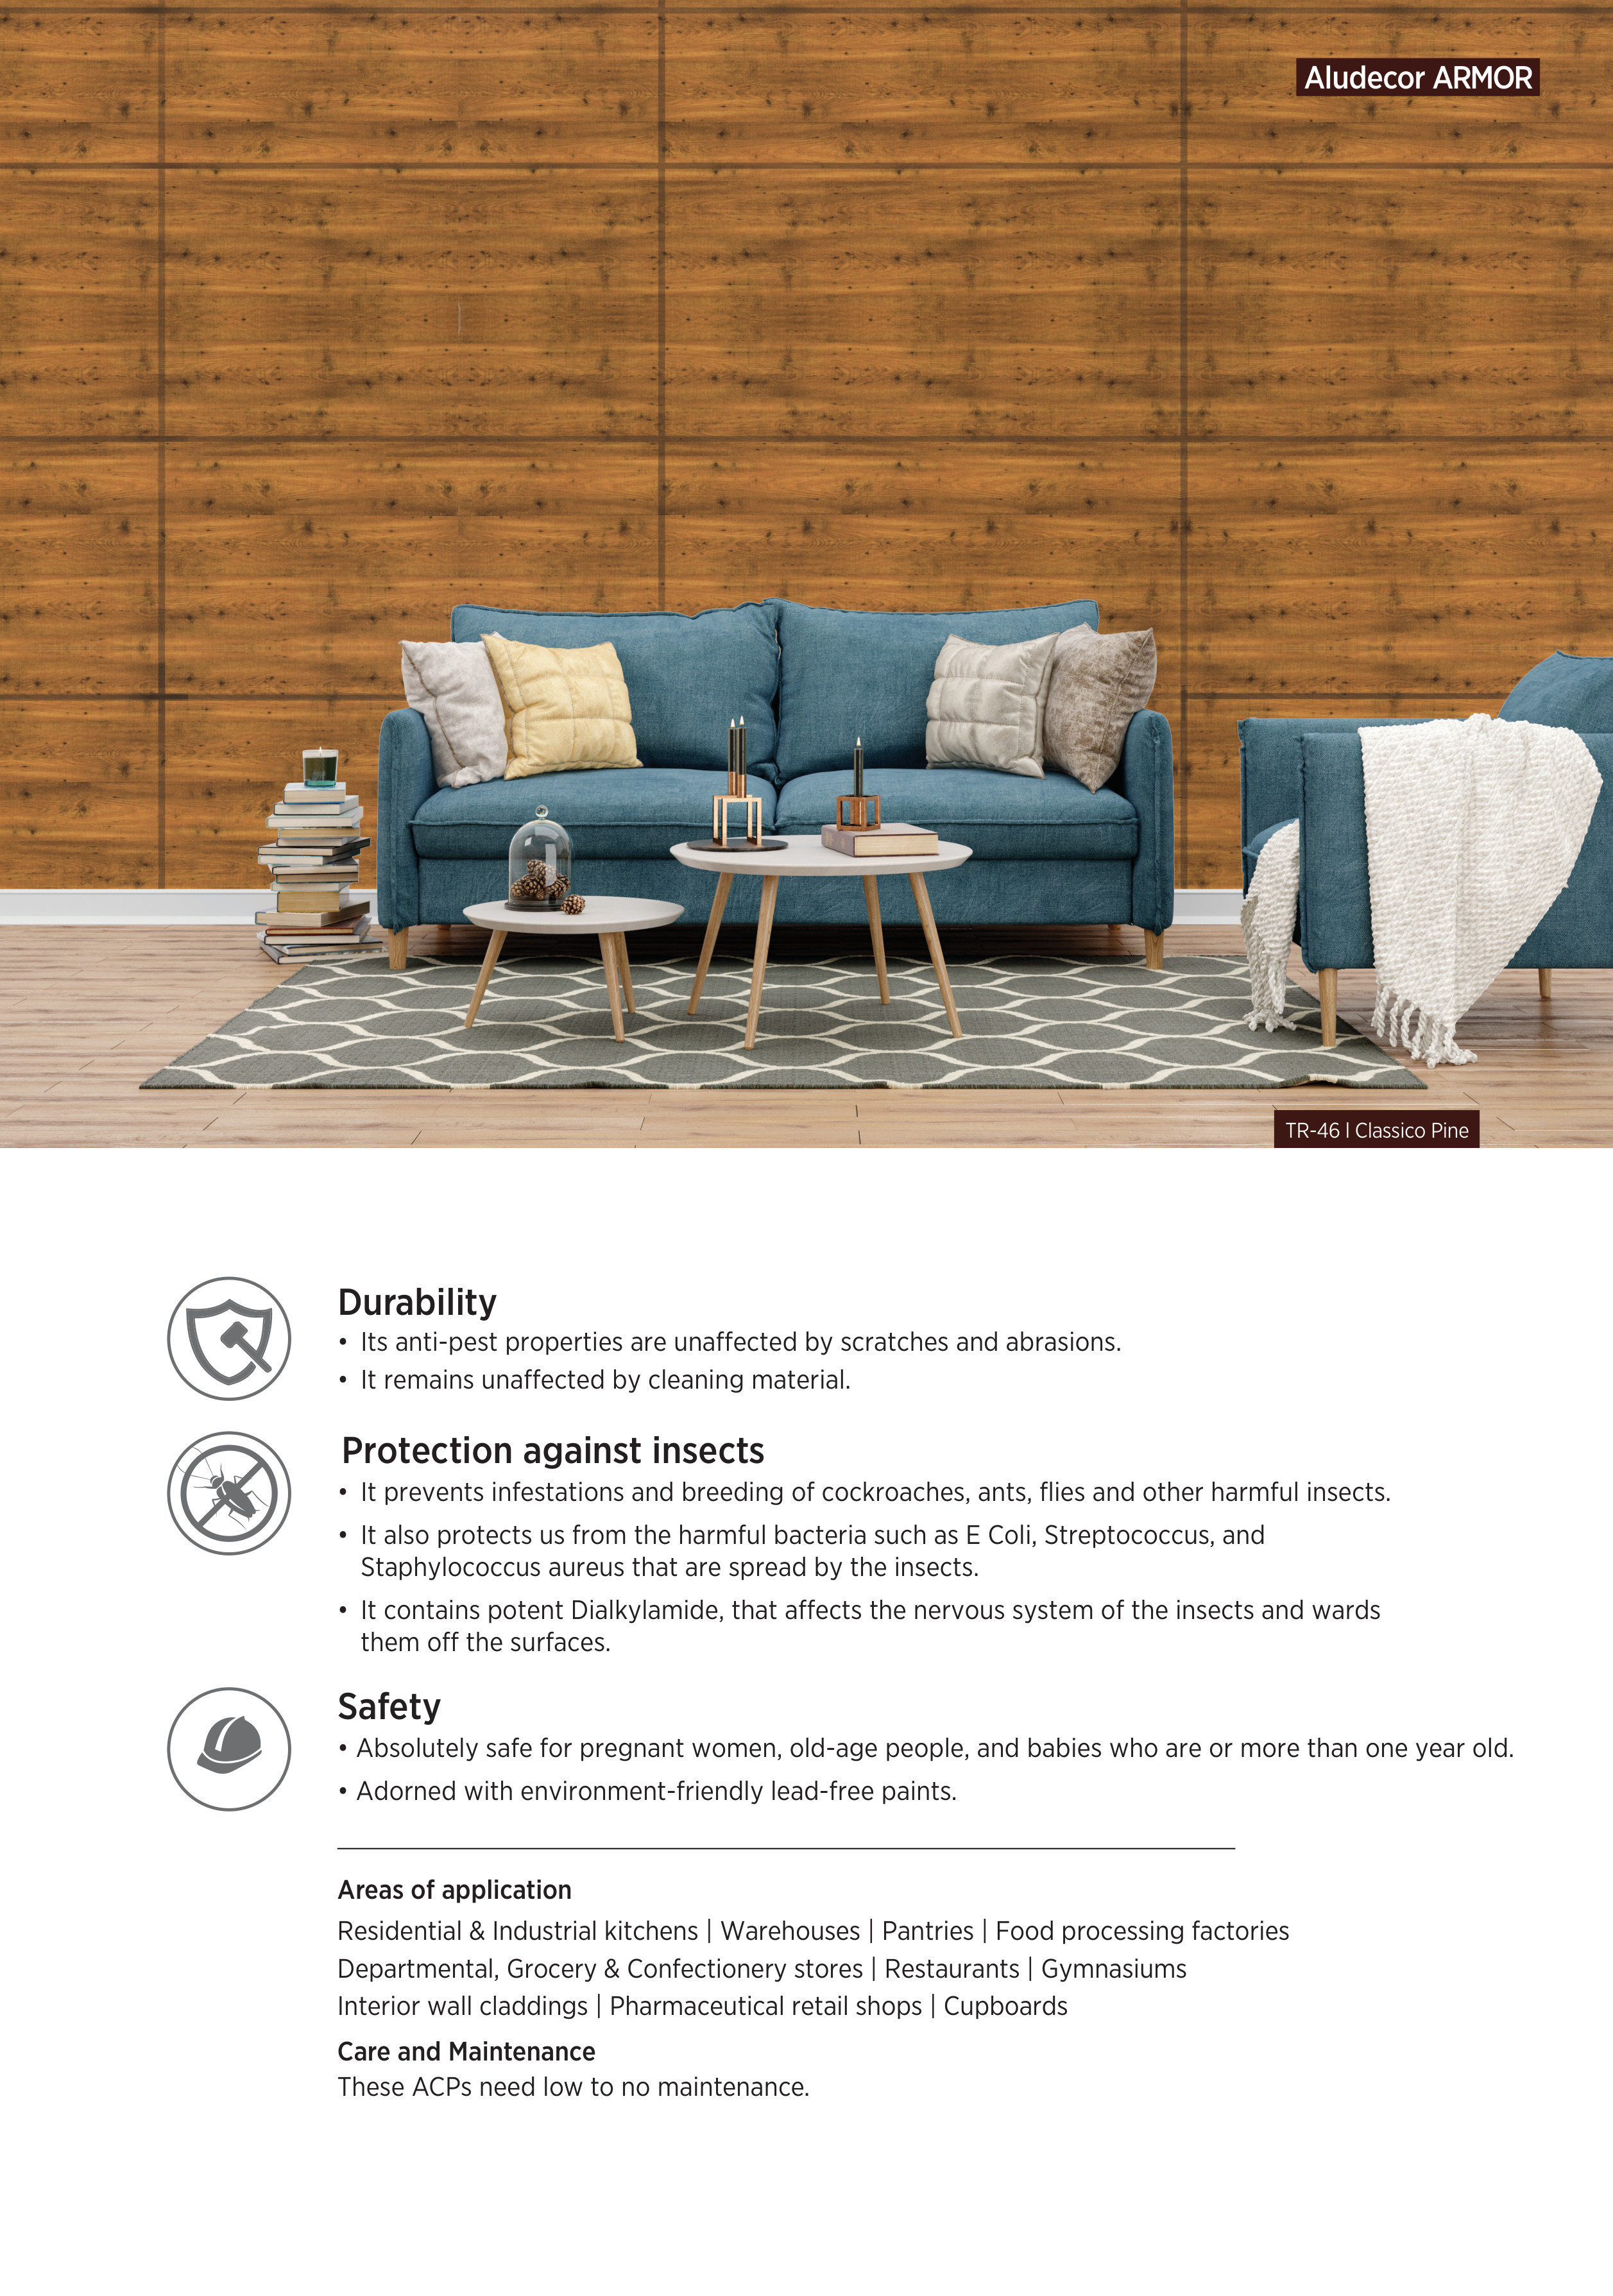 Aludecor ARMOR
TR-46 | Classico Pine
Durability
• Its anti-pest properties are unaffected by scratches and abrasions.
• It remains unaffected by cleaning material.
Protection against insects
• It prevents infestations and breeding of cockroaches, ants, flies and other harmful insects.
• It also protects us from the harmful bacteria such as E Coli, Streptococcus, and
Staphylococcus aureus that are spread by the insects.
• It contains potent Dialkylamide, that affects the nervous system of the insects and wards
them off the surfaces.
Safety
• Absolutely safe for pregnant women, old-age people, and babies who are or more than one year old.
• Adorned with environment-friendly lead-free paints.
Areas of application
Residential & Industrial kitchens | Warehouses | Pantries | Food processing factories
Departmental, Grocery & Confectionery stores | Restaurants | Gymnasiums
Interior wall claddings | Pharmaceutical retail shops | Cupboards
Care and Maintenance
These ACPs need low to no maintenance.